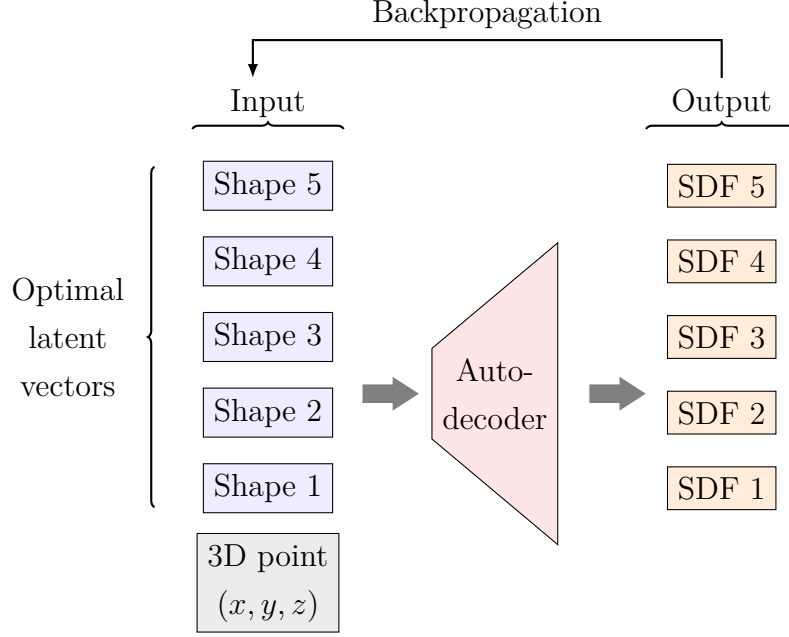 Backpropagation
Input
Output
Optimal
latent
vectors
Shape 5
Shape 4
Shape 3
Shape 2
Shape 1
3D point
(x, y, z)
Auto-
decoder
SDF 5
SDF 4
SDF 3
SDF 2
SDF 1